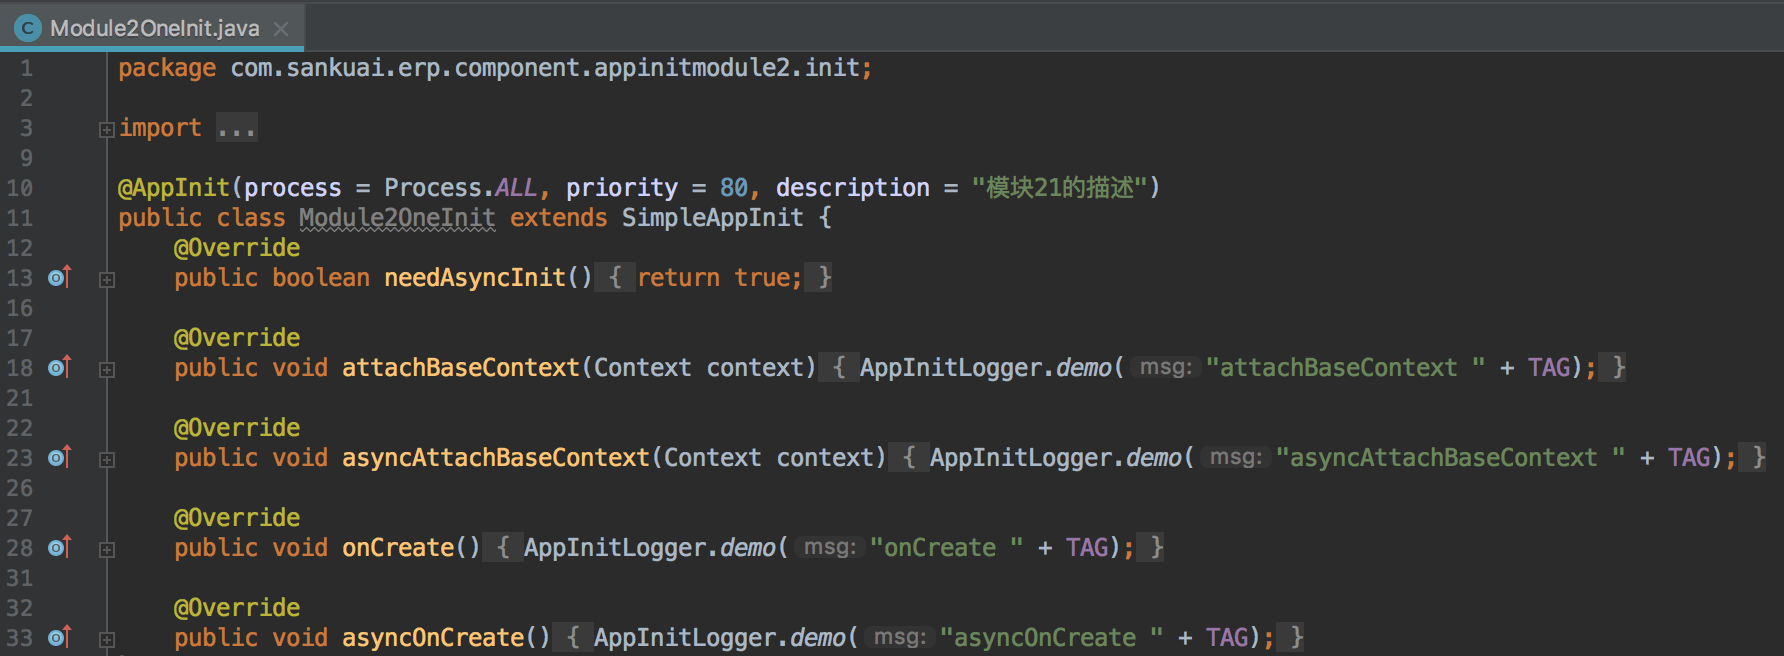 Module2OneInit.java
1 package com.sankuai.erp.component.appinitmodule2.init;
2
3 import ...
9
10 @AppInit(process = Process.ALL, priority = 80, description = "模块21的描述")
11 public class Module2OneInit extends SimpleAppInit {
12 @Override
13 public boolean needAsyncInit() { return true; }
16
17 @Override
18 public void attachBaseContext(Context context) { AppInitLogger.demo( msg: "attachBaseContext " + TAG); }
21
22 @Override
23 public void asyncAttachBaseContext(Context context) { AppInitLogger.demo( msg: "asyncAttachBaseContext " + TAG); }
26
27 @Override
28 public void onCreate() { AppInitLogger.demo( msg: "onCreate " + TAG); }
31
32 @Override
33 public void asyncOnCreate() { AppInitLogger.demo( msg: "asyncOnCreate " + TAG); }